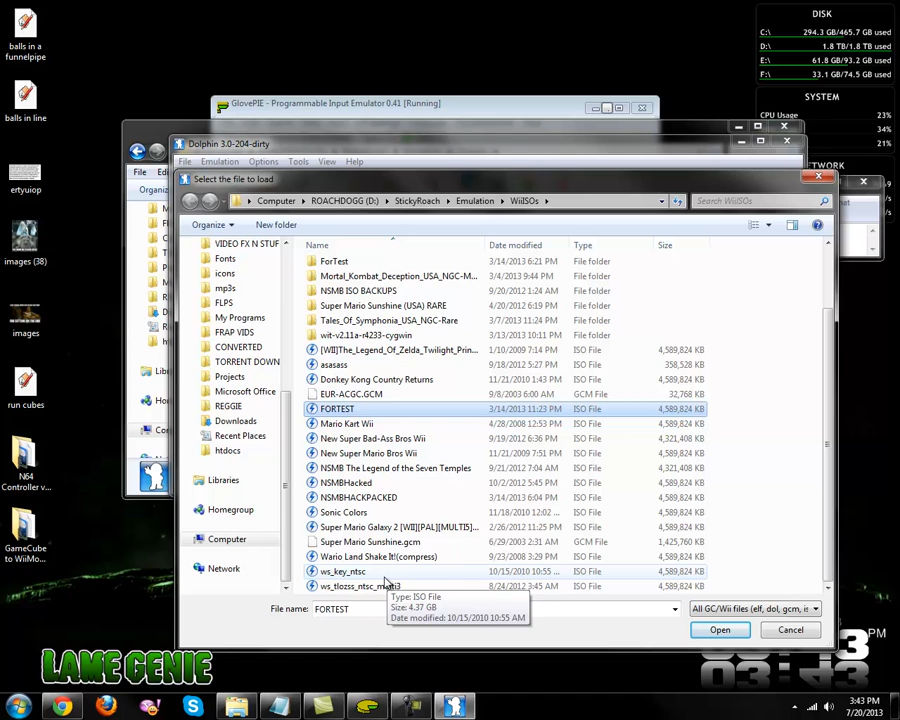 balls in a
funnelpipe
balls in line
ertyuiop
images (38)
images
run cubes
N64
Controller v...
GameCube
to WiiMo...
DISK
C:\ 294.3 GB/465.7 GB used
D:\ 1.8 TB/1.8 TB used
E:\ 61.8 GB/93.2 GB used
F:\ 33.1 GB/74.5 GB used
SYSTEM
CPU Usage 23%
34%
21%
NETWORK
GlovePIE - Programmable Input Emulator 0.41 [Running]
File Edit
Organiz
Dolphin 3.0-204-dirty
File Emulation Options Tools View Help
Select the file to load
Computer ROACHDOGG (D:) StickyRoach Emulation WiiISOs
Search WiiISOs
Organize New folder
Name Date modified Type Size
VIDEO FX N STUF
Fonts
icons
mp3s
FLPS
My Programs
FRAP VIDS
CONVERTED
TORRENT DOWN
Projects
Microsoft Office
REGGIE
Downloads
Recent Places
htdocs
Libraries
Homegroup
Computer
Network
ForTest 3/14/2013 6:21 PM File folder
Mortal_Kombat_Deception_USA_NGC-M... 3/4/2013 9:44 PM File folder
NSMB ISO BACKUPS 9/20/2012 1:24 AM File folder
Super Mario Sunshine (USA) RARE 4/20/2012 6:19 PM File folder
Tales_Of_Symphonia_USA_NGC-Rare 3/7/2013 11:24 PM File folder
wit-v2.11a-r4233-cygwin 3/13/2013 10:11 PM File folder
[WII]The_Legend_Of_Zelda_Twilight_Prin... 1/10/2009 7:14 PM ISO File 4,589,824 KB
asasass 9/18/2012 5:27 PM ISO File 358,528 KB
Donkey Kong Country Returns 11/21/2010 1:43 PM ISO File 4,589,824 KB
EUR-ACGC.GCM 9/8/2003 6:00 PM GCM File 32,768 KB
FORTEST 3/14/2013 11:23 PM ISO File 4,589,824 KB
Mario Kart Wii 4/28/2008 12:53 PM ISO File 4,589,824 KB
New Super Bad-Ass Bros Wii 9/19/2012 6:36 PM ISO File 4,321,408 KB
New Super Mario Bros Wii 11/21/2009 7:51 PM ISO File 4,589,824 KB
NSMB The Legend of the Seven Temples 9/21/2012 7:04 AM ISO File 4,321,408 KB
NSMBHacked 10/2/2012 5:45 PM ISO File 4,589,824 KB
NSMBHACKPACKED 3/14/2013 6:04 PM ISO File 4,589,824 KB
Sonic Colors 11/18/2010 12:02 ... ISO File 4,589,824 KB
Super Mario Galaxy 2 [WII][PAL][MULTI5]... 2/26/2012 11:25 PM ISO File 4,589,824 KB
Super Mario Sunshine.gcm 6/29/2003 2:31 AM GCM File 1,425,760 KB
Wario Land Shake It!(compress) 9/23/2008 3:29 PM ISO File 4,589,824 KB
ws_key_ntsc 10/15/2010 10:55 ... ISO File 4,589,824 KB
ws_tlozss_ntsc_multi3 8/24/2012 3:45 AM ISO File 4,589,824 KB
Type: ISO File
Size: 4.37 GB
Date modified: 10/15/2010 10:55 AM
File name: FORTEST
All GC/Wii files (elf, dol, gcm, is
Open Cancel
LAME GENIE
PM
3:43 PM
7/20/2013